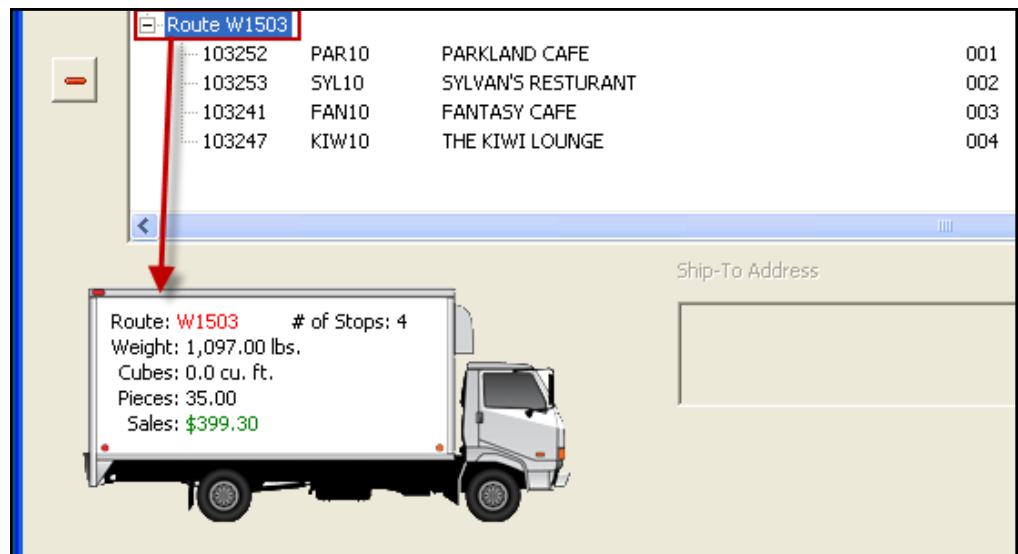 Route W1503
103252 PAR10 PARKLAND CAFE 001
103253 SYL10 SYLVAN'S RESTURANT 002
103241 FAN10 FANTASY CAFE 003
103247 KIW10 THE KIWI LOUNGE 004
Ship-To Address
Route: W1503 # of Stops: 4
Weight: 1,097.00 lbs.
Cubes: 0.0 cu. ft.
Pieces: 35.00
Sales: $399.30